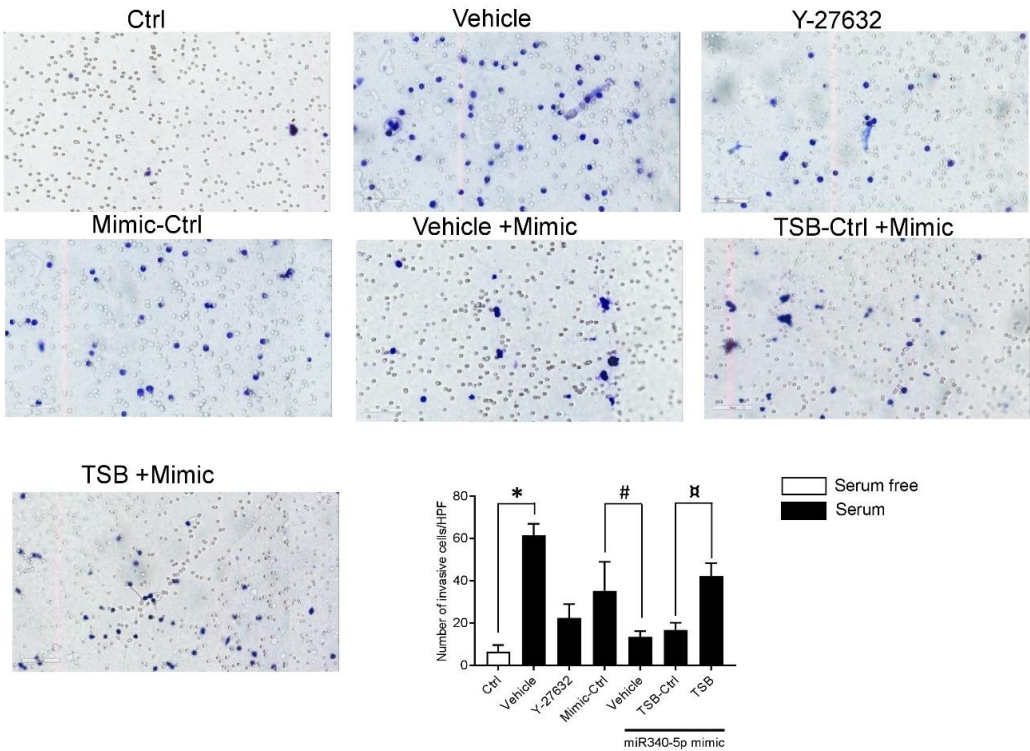 Ctrl
Vehicle
Y-27632
Mimic-Ctrl
Vehicle +Mimic
TSB-Ctrl +Mimic
TSB +Mimic
Number of invasive cells/HPF
80
60
40
20
0
*
#
¤
Ctrl
Vehicle
Y-27632
Mimic-Ctrl
Vehicle
TSB-Ctrl
TSB
miR340-5p mimic
Serum free
Serum